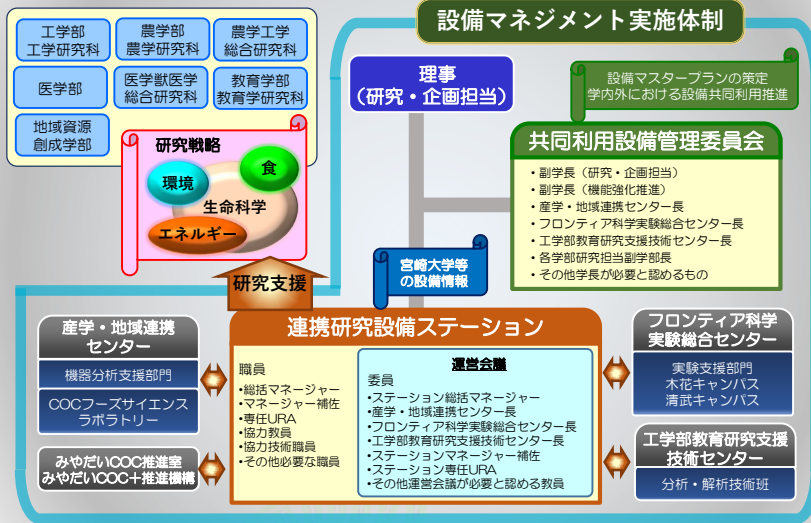 設備マネジメント実施体制
工学部
工学研究科
農学部
農学研究科
農学工学
総合研究科
医学部
医学獣医学
総合研究科
教育学部
教育学研究科
地域資源
創成学部
研究戦略
環境
食
生命科学
エネルギー
理事
（研究・企画担当）
設備マスタープランの策定
学内外における設備共同利用推進
共同利用設備管理委員会
・副学長（研究・企画担当）
・副学長（機能強化推進）
・産学・地域連携センター長
・フロンティア科学実験総合センター長
・工学部教育研究支援技術センター長
・各学部研究担当副学部長
・その他学長が必要と認めるもの
宮崎大学等
の設備情報
研究支援
連携研究設備ステーション
職員
•総括マネージャー
•マネージャー補佐
•専任URA
•協力教員
•協力技術職員
•その他必要な職員
運営会議
委員
•ステーション総括マネージャー
•産学・地域連携センター長
•フロンティア科学実験総合センター長
•工学部教育研究支援技術センター長
•ステーションマネージャー補佐
•ステーション専任URA
•その他運営会議が必要と認める教員
産学・地域連携
センター
機器分析支援部門
COCフーズサイエンス
ラボラトリー
みやだいCOC推進室
みやだいCOC＋推進機構
フロンティア科学
実験総合センター
実験支援部門
木花キャンパス
清武キャンパス
工学部教育研究支援
技術センター
分析・解析技術班